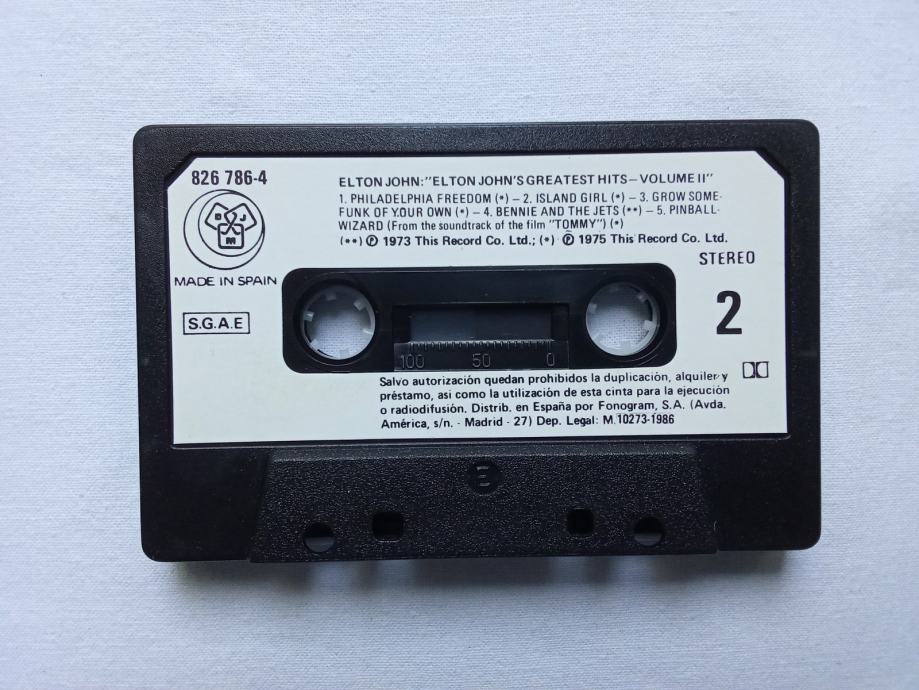 826 786-4
ELTON JOHN: "ELTON JOHN'S GREATEST HITS – VOLUME II"
1. PHILADELPHIA FREEDOM (*) – 2. ISLAND GIRL (*) – 3. GROW SOME-
FUNK OF YOUR OWN (*) – 4. BENNIE AND THE JETS (**) – 5. PINBALL-
WIZARD (From the soundtrack of the film "TOMMY") (*)
(**) Ⓟ 1973 This Record Co. Ltd.; (*) Ⓟ 1975 This Record Co. Ltd.
DJM
MADE IN SPAIN
STEREO
S.G.A.E
2
100 50 0
Salvo autorización quedan prohibidos la duplicación, alquiler y
préstamo, asi como la utilización de esta cinta para la ejecución
o radiodifusión. Distrib. en España por Fonogram, S.A. (Avda.
América, s/n. - Madrid - 27) Dep. Legal: M.10273-1986